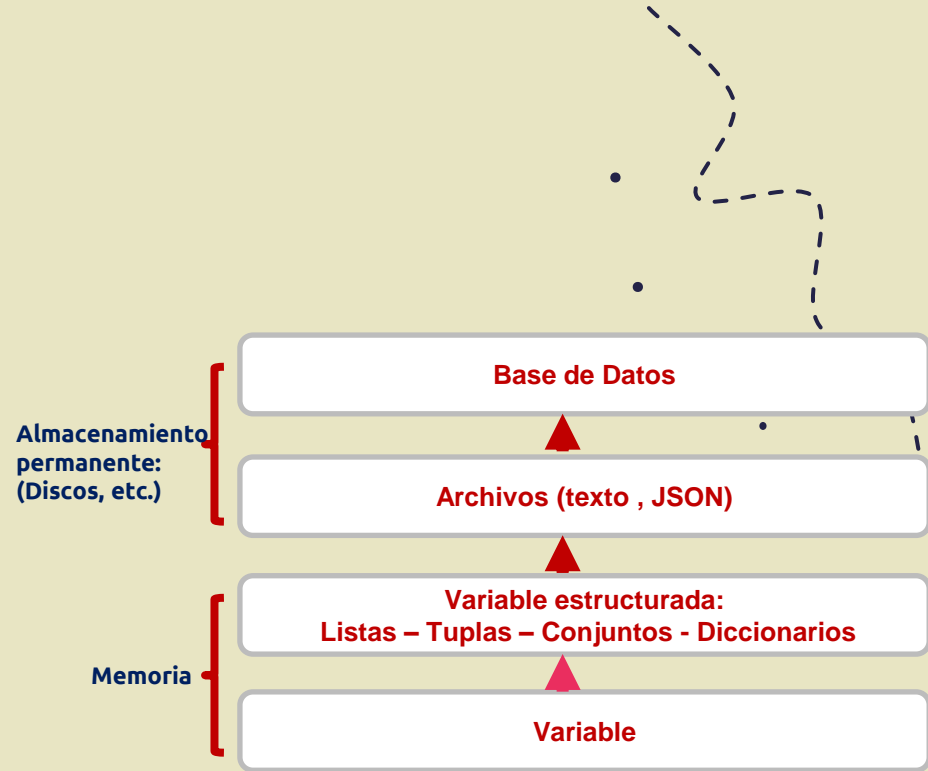 Base de Datos
Almacenamiento
permanente:
(Discos, etc.)
Archivos (texto , JSON)
Variable estructurada:
Listas – Tuplas – Conjuntos - Diccionarios
Memoria
Variable